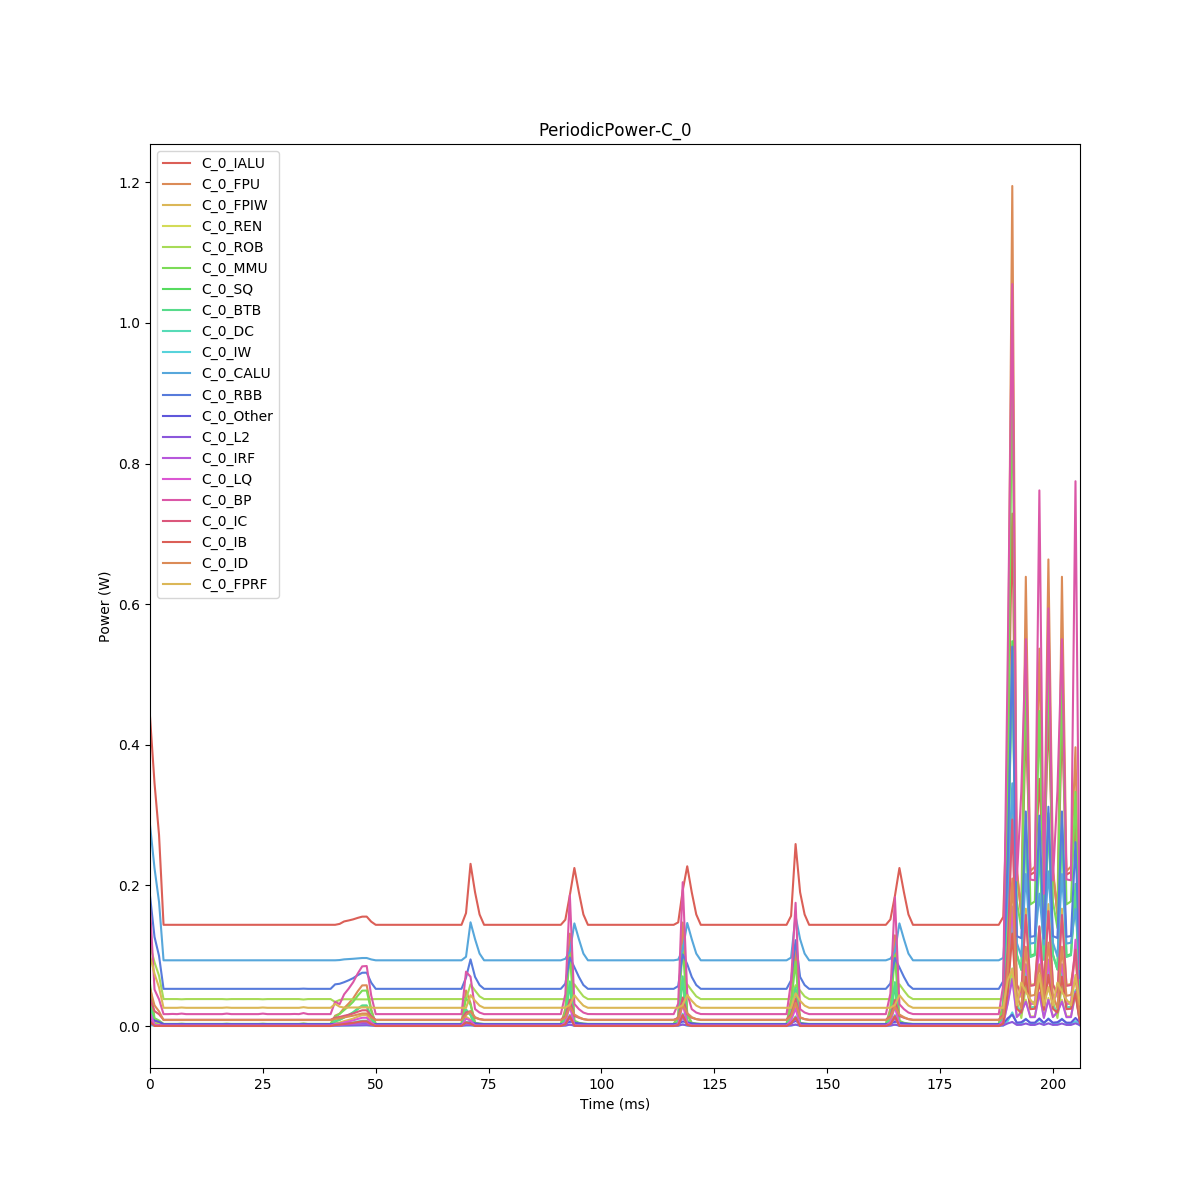 PeriodicPower-C_0
C_0_IALU
C_0_FPU
C_0_FPIW
C_0_REN
C_0_ROB
C_0_MMU
C_0_SQ
C_0_BTB
C_0_DC
C_0_IW
C_0_CALU
C_0_RBB
C_0_Other
C_0_L2
C_0_IRF
C_0_LQ
C_0_BP
C_0_IC
C_0_IB
C_0_ID
C_0_FPRF
1.2
1.0
0.8
0.6
0.4
0.2
0.0
Power (W)
0 25 50 75 100 125 150 175 200
Time (ms)